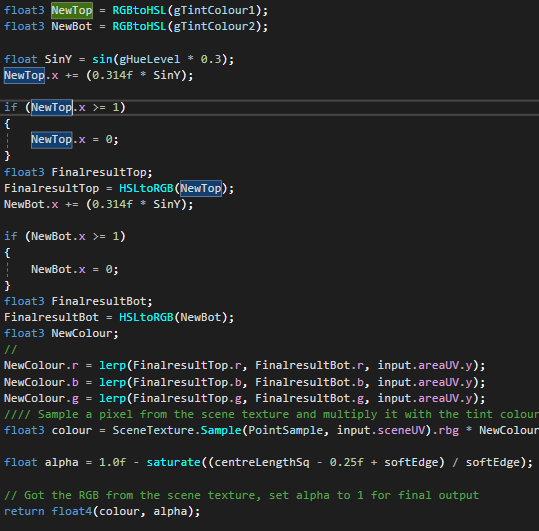 float3 NewTop = RGBtoHSL(gTintColour1);
float3 NewBot = RGBtoHSL(gTintColour2);
float SinY = sin(gHueLevel * 0.3);
NewTop.x += (0.314f * SinY);
if (NewTop.x >= 1)
{
NewTop.x = 0;
}
float3 FinalresultTop;
FinalresultTop = HSLtoRGB(NewTop);
NewBot.x += (0.314f * SinY);
if (NewBot.x >= 1)
{
NewBot.x = 0;
}
float3 FinalresultBot;
FinalresultBot = HSLtoRGB(NewBot);
float3 NewColour;
//
NewColour.r = lerp(FinalresultTop.r, FinalresultBot.r, input.areaUV.y);
NewColour.b = lerp(FinalresultTop.b, FinalresultBot.b, input.areaUV.y);
NewColour.g = lerp(FinalresultTop.g, FinalresultBot.g, input.areaUV.y);
//// Sample a pixel from the scene texture and multiply it with the tint colour
float3 colour = SceneTexture.Sample(PointSample, input.sceneUV).rbg * NewColour
float alpha = 1.0f - saturate((centreLengthSq - 0.25f + softEdge) / softEdge);
// Got the RGB from the scene texture, set alpha to 1 for final output
return float4(colour, alpha);